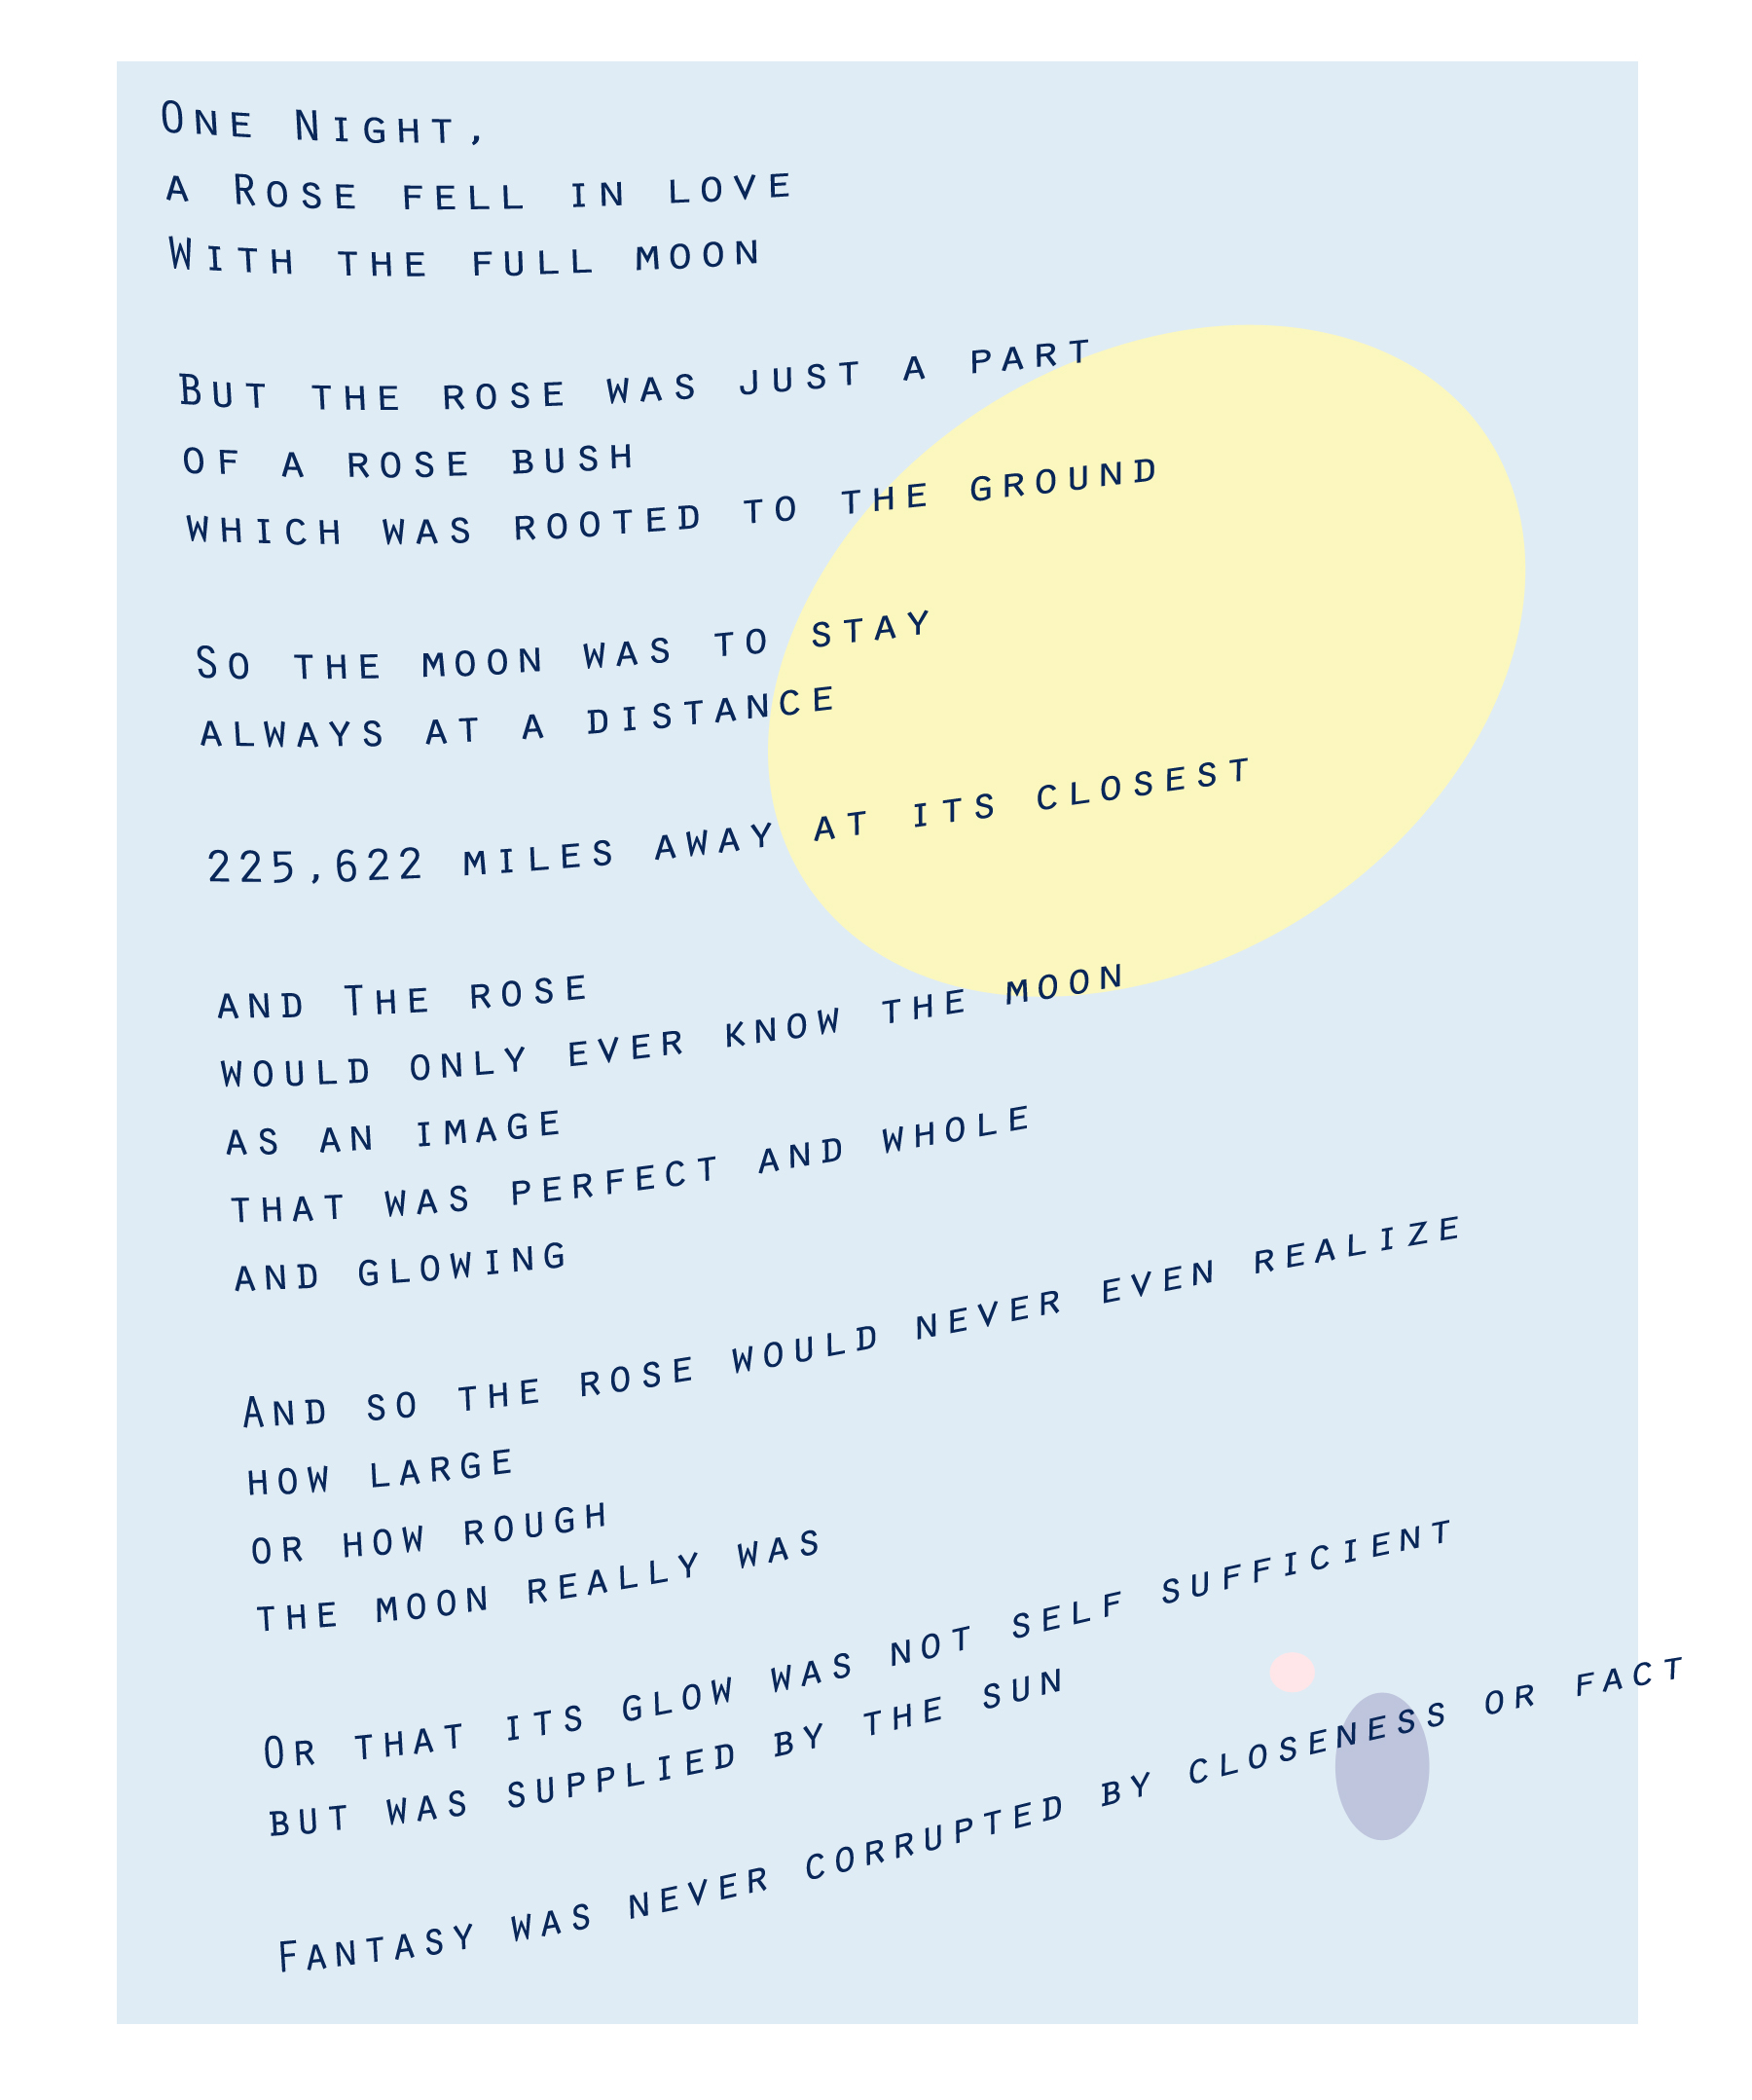 One Night,
a Rose fell in love
With the full moon
But the rose was just a part
of a rose bush
which was rooted to the ground
So the moon was to stay
always at a distance
225,622 miles away at its closest
and The rose
would only ever know the moon
as an image
that was perfect and whole
and glowing
And so the rose would never even realize
how large
or how rough
the moon really was
Or that its glow was not self sufficient
but was supplied by the sun
Fantasy was never corrupted by closeness or fact